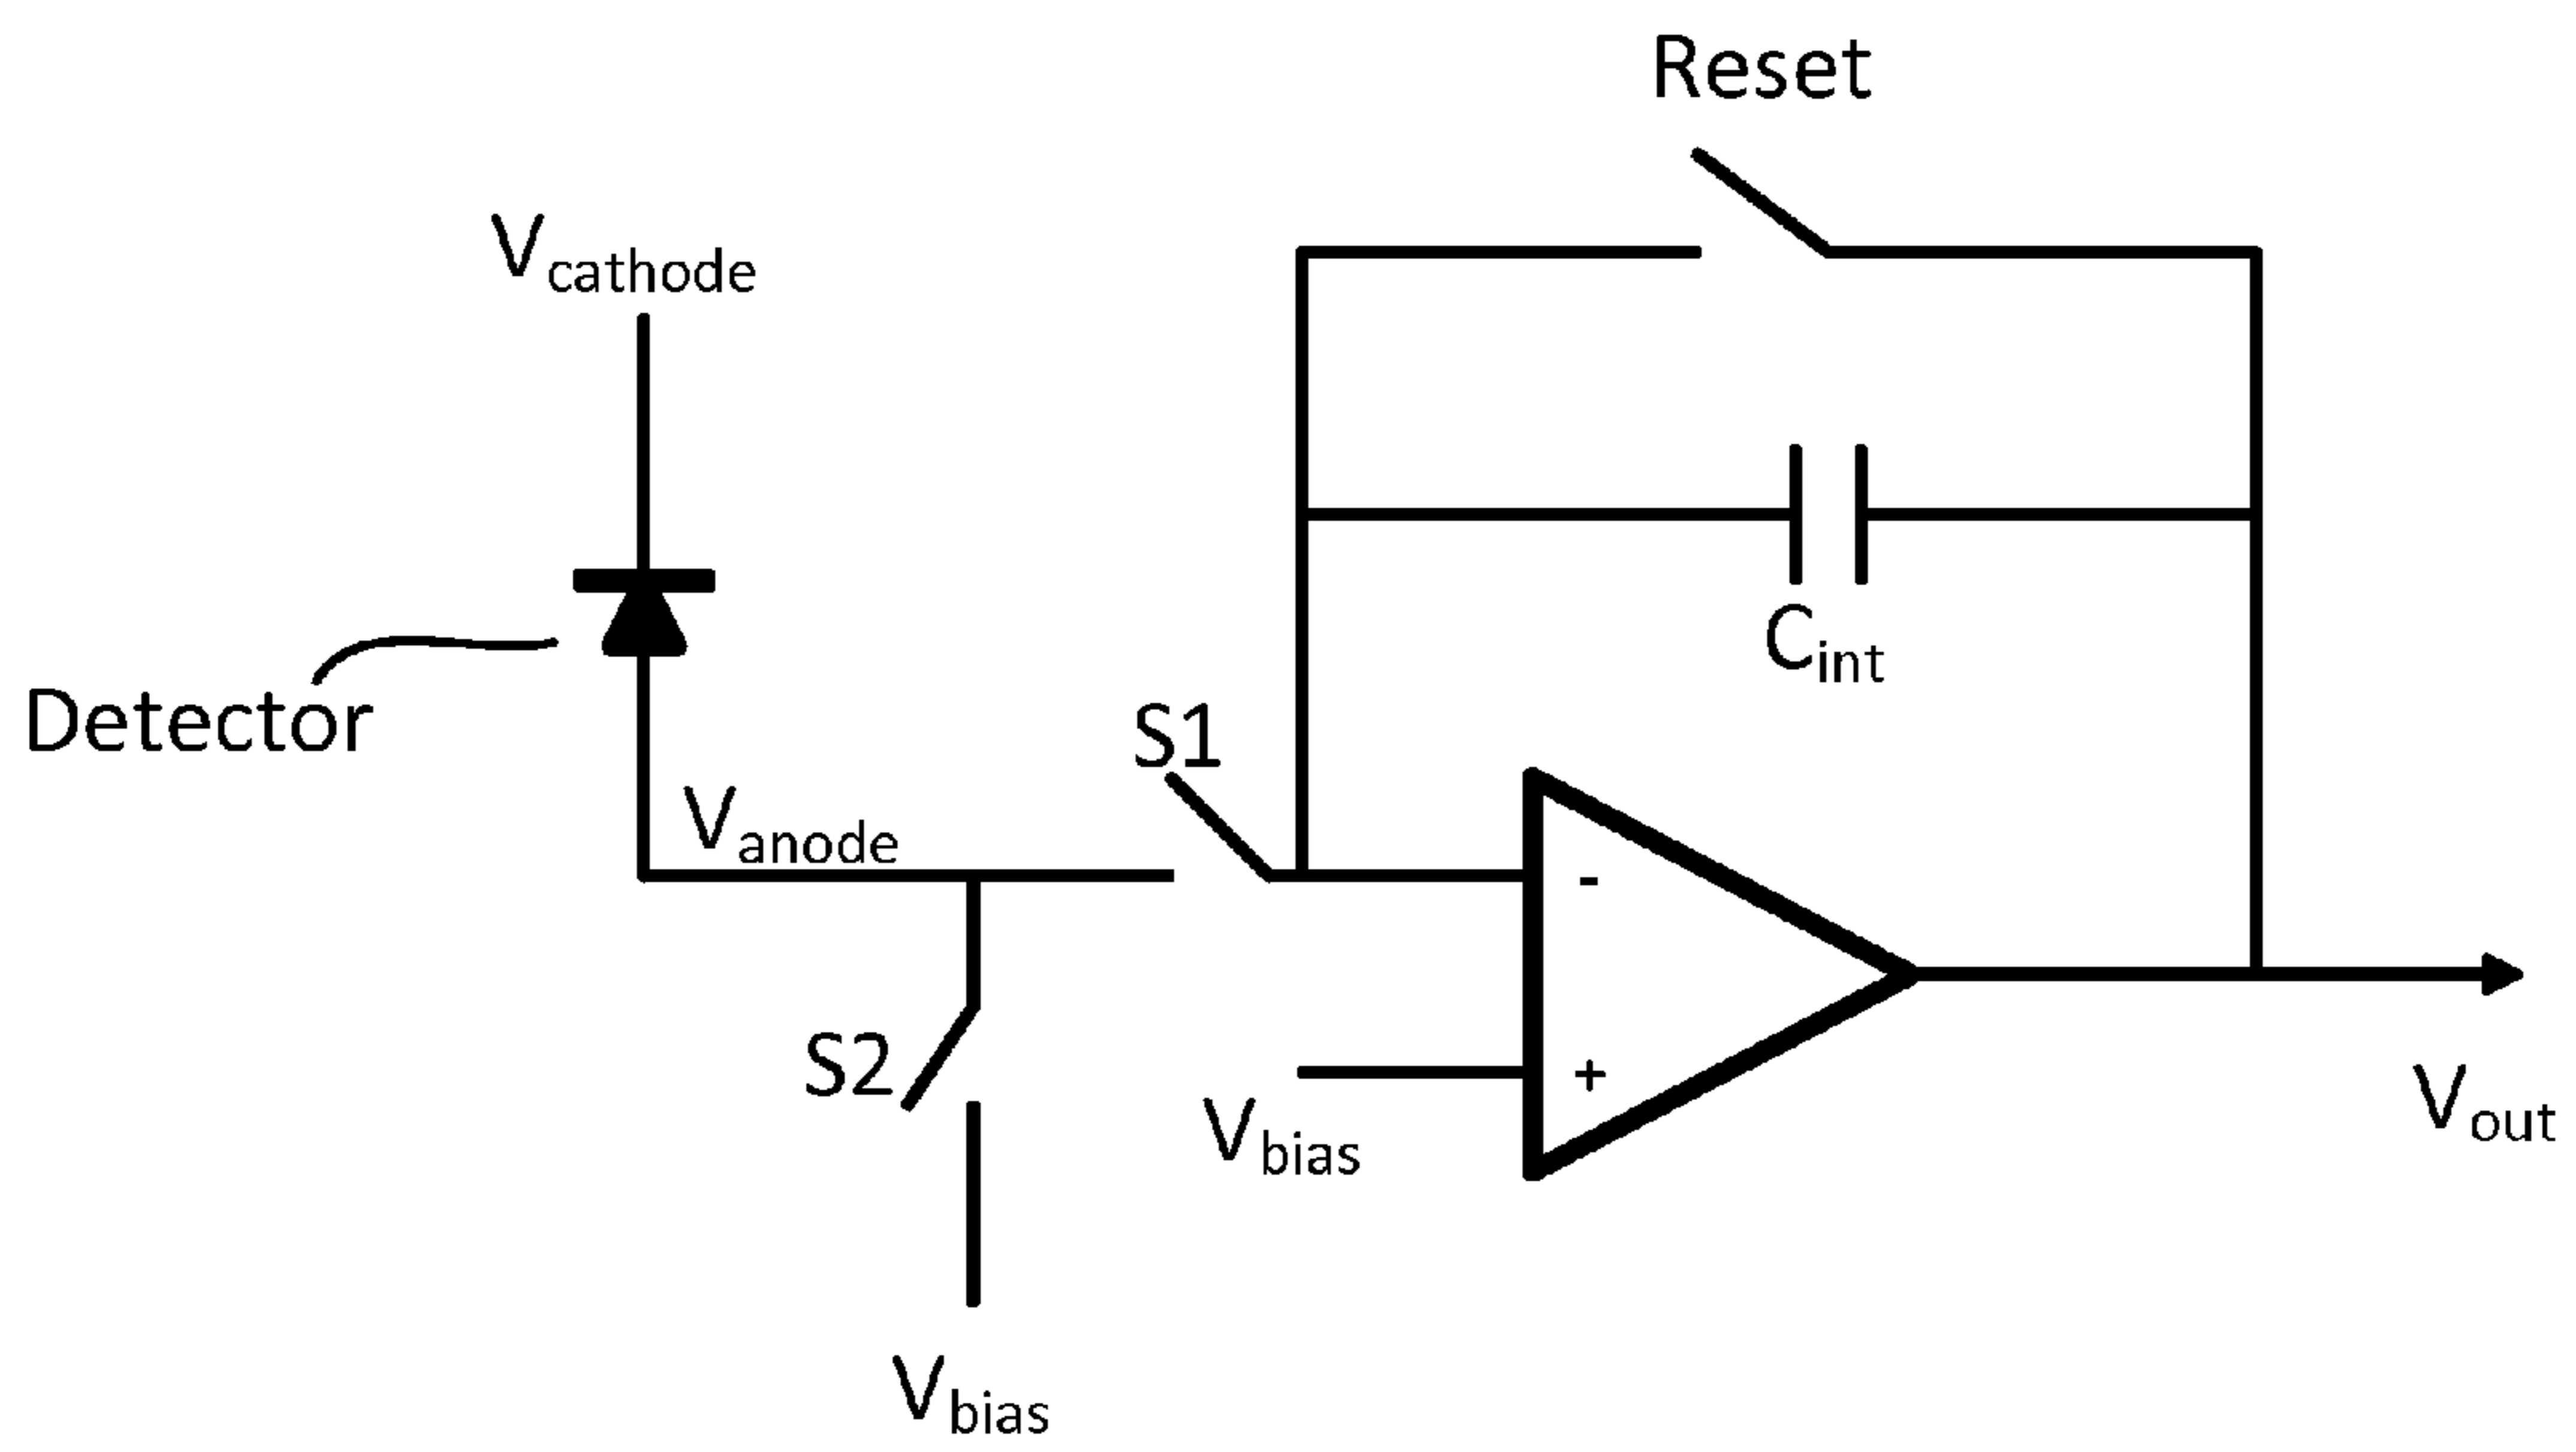 Reset
Vcathode
Cint
Detector
S1
Vanode
-
S2
+
Vbias
Vout
Vbias